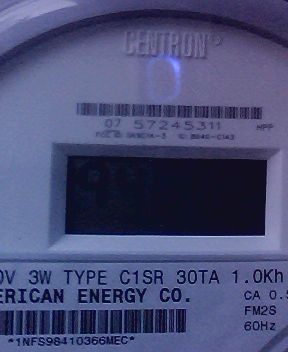 CENTRON®
07 57245311
0V 3W TYPE C1SR 30TA 1.0Kh
ERICAN ENERGY CO.
CA 0.5
FM2S
60Hz
*1NFS98410366MEC*